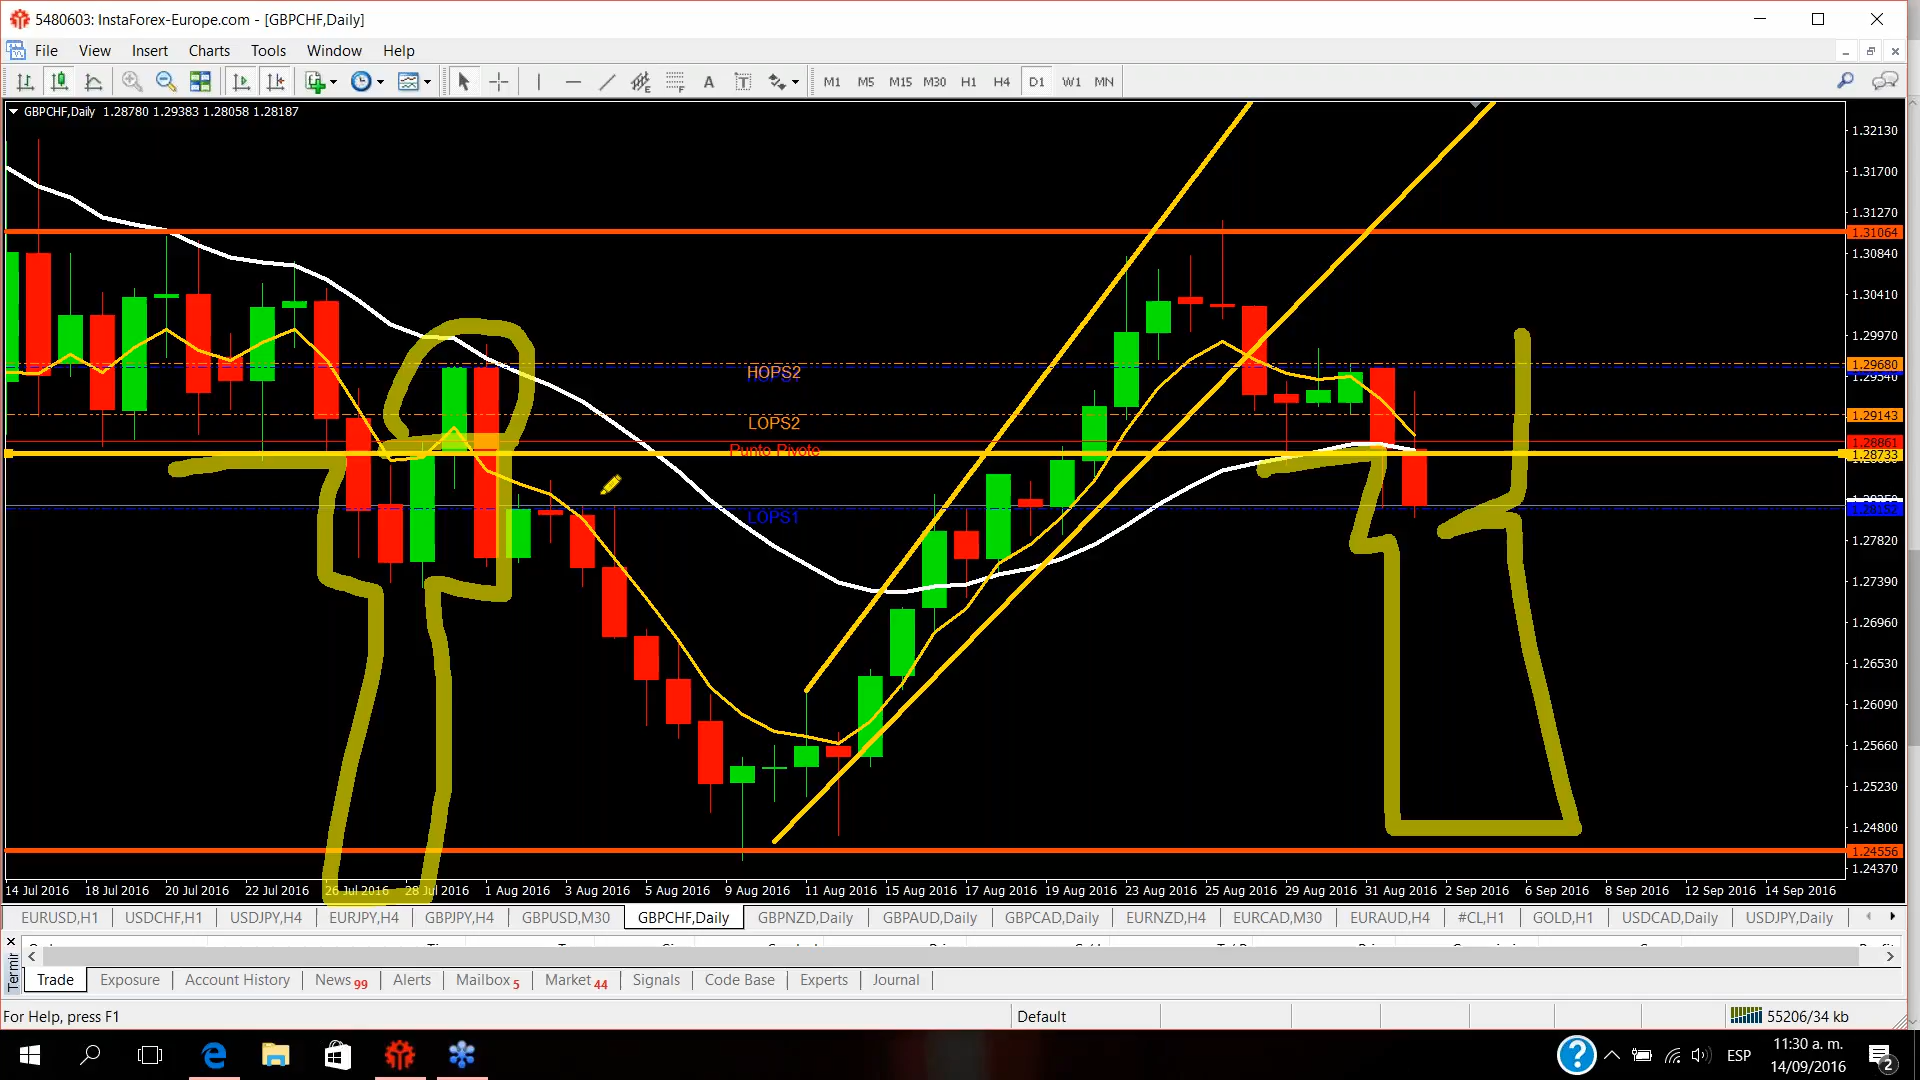 5480603: InstaForex-Europe.com - [GBPCHF,Daily]
File View Insert Charts Tools Window Help
A T M1 M5 M15 M30 H1 H4 D1 W1 MN
GBPCHF,Daily 1.28780 1.29383 1.28058 1.28187
1.32130
1.31700
1.31270
1.31064
1.30840
1.30410
1.29970
HOPS2
1.29680
1.29540
LOPS2
1.29143
Punto Pivote
1.28861
1.28733
LOPS1
1.28152
1.27820
1.27390
1.26960
1.26530
1.26090
1.25660
1.25230
1.24800
1.24556
1.24370
14 Jul 2016 18 Jul 2016 20 Jul 2016 22 Jul 2016 26 Jul 2016 28 Jul 2016 1 Aug 2016 3 Aug 2016 5 Aug 2016 9 Aug 2016 11 Aug 2016 15 Aug 2016 17 Aug 2016 19 Aug 2016 23 Aug 2016 25 Aug 2016 29 Aug 2016 31 Aug 2016 2 Sep 2016 6 Sep 2016 8 Sep 2016 12 Sep 2016 14 Sep 2016
EURUSD,H1 USDCHF,H1 USDJPY,H4 EURJPY,H4 GBPJPY,H4 GBPUSD,M30 GBPCHF,Daily GBPNZD,Daily GBPAUD,Daily GBPCAD,Daily EURNZD,H4 EURCAD,M30 EURAUD,H4 #CL,H1 GOLD,H1 USDCAD,Daily USDJPY,Daily
Trade Exposure Account History News 99 Alerts Mailbox 5 Market 44 Signals Code Base Experts Journal
For Help, press F1 Default 55206/34 kb
ESP 11:30 a. m.
14/09/2016 2